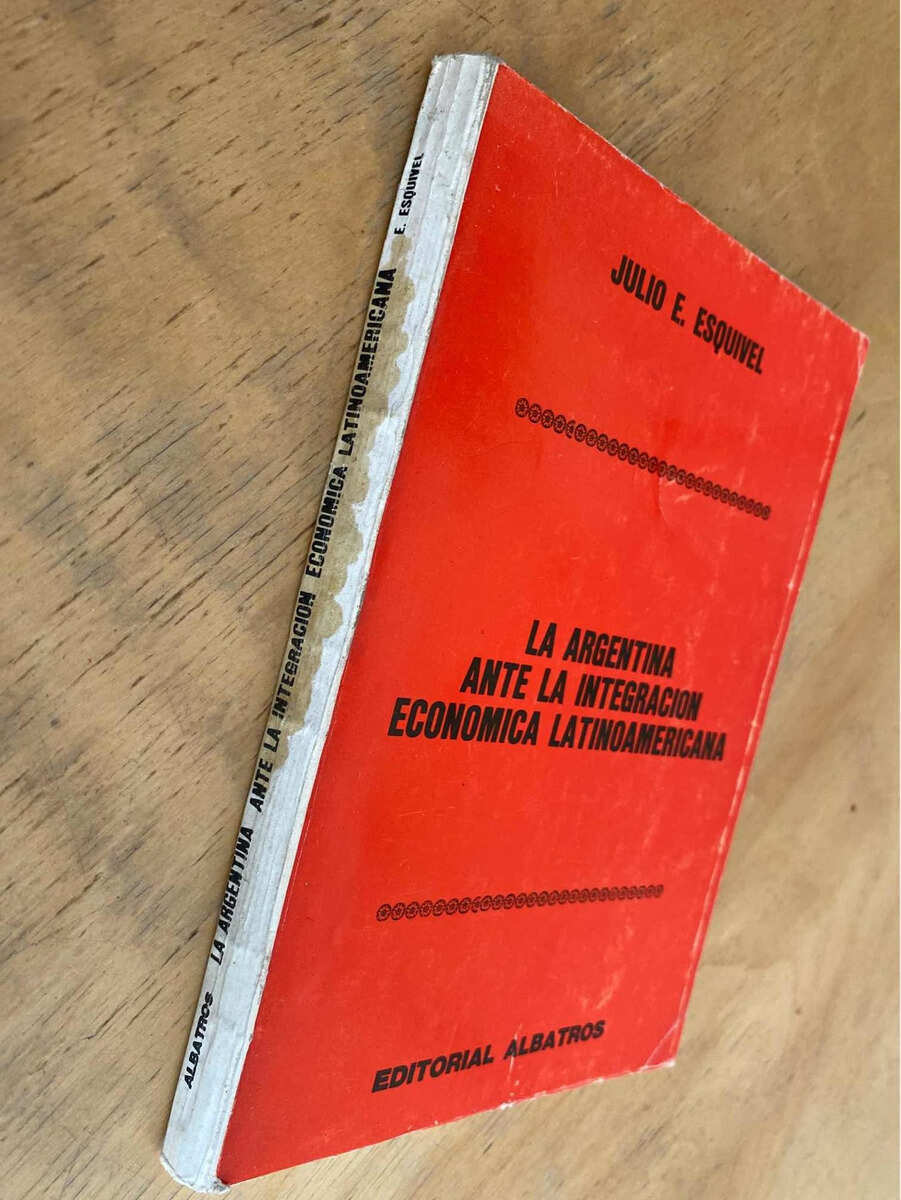 JULIO E. ESQUIVEL
LA ARGENTINA
ANTE LA INTEGRACION
ECONOMICA LATINOAMERICANA
EDITORIAL ALBATROS
ALBATROS LA ARGENTINA ANTE LA INTEGRACION ECONOMICA LATINOAMERICANA E. ESQUIVEL